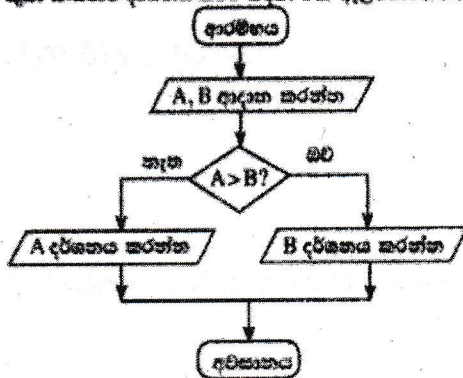 ආරම්භය
A, B ආදාන කරන්න
නැත
ඔව්
A>B?
A දර්ශනය කරන්න
B දර්ශනය කරන්න
අවසානය